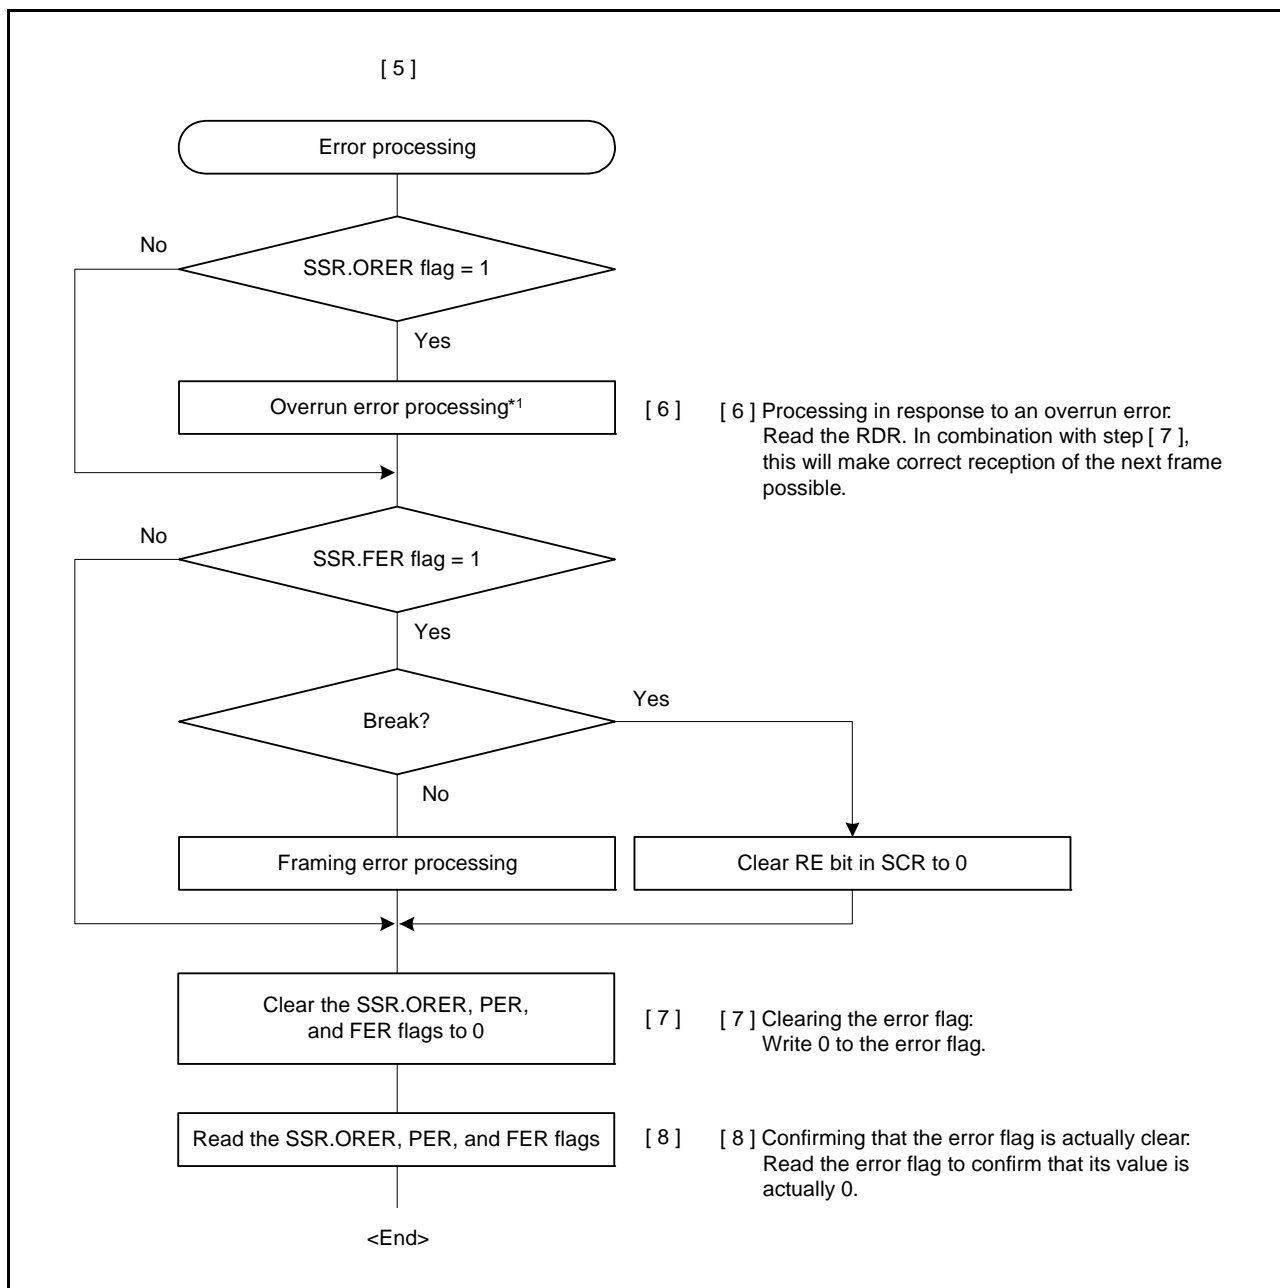 [ 5 ]
Error processing
No
SSR.ORER flag = 1
Yes
Overrun error processing*1
[ 6 ]
[ 6 ] Processing in response to an overrun error:
Read the RDR. In combination with step [ 7 ],
this will make correct reception of the next frame
possible.
No
SSR.FER flag = 1
Yes
Break?
Yes
No
Framing error processing
Clear RE bit in SCR to 0
Clear the SSR.ORER, PER,
and FER flags to 0
[ 7 ]
[ 7 ] Clearing the error flag:
Write 0 to the error flag.
Read the SSR.ORER, PER, and FER flags
[ 8 ]
[ 8 ] Confirming that the error flag is actually clear:
Read the error flag to confirm that its value is
actually 0.
<End>